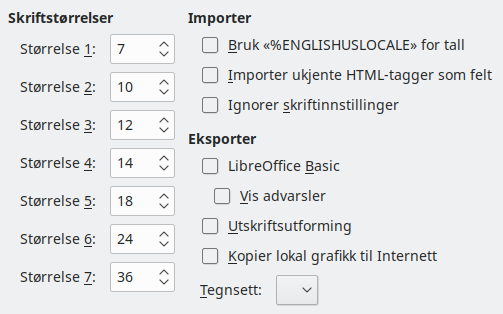 Skriftstørrelser
Størrelse 1: 7
Størrelse 2: 10
Størrelse 3: 12
Størrelse 4: 14
Størrelse 5: 18
Størrelse 6: 24
Størrelse 7: 36
Importer
Bruk «%ENGLISHUSLOCALE» for tall
Importer ukjente HTML-tagger som felt
Ignorer skriftinnstillinger
Eksporter
LibreOffice Basic
Vis advarsler
Utskriftsutforming
Kopier lokal grafikk til Internett
Tegnsett: